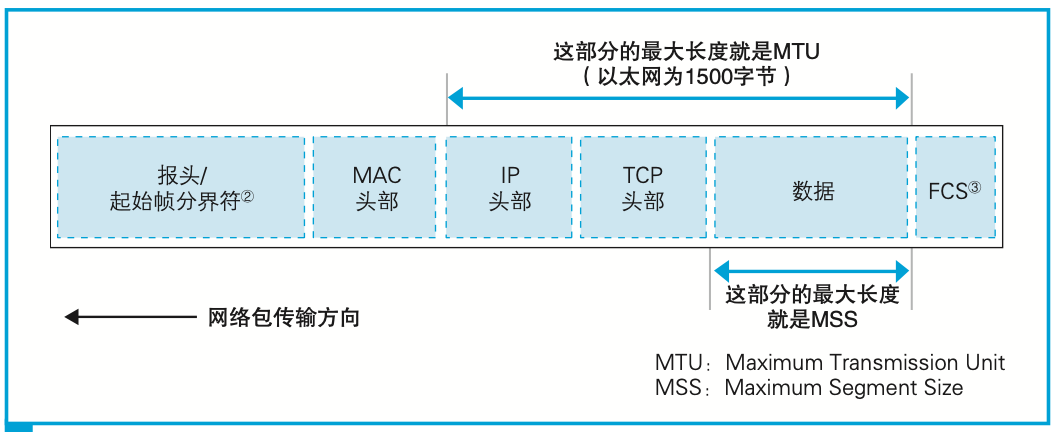 这部分的最大长度就是MTU
（以太网为1500字节）
报头/
起始帧分界符②
MAC
头部
IP
头部
TCP
头部
数据
FCS③
这部分的最大长度
就是MSS
网络包传输方向
MTU：Maximum Transmission Unit
MSS：Maximum Segment Size